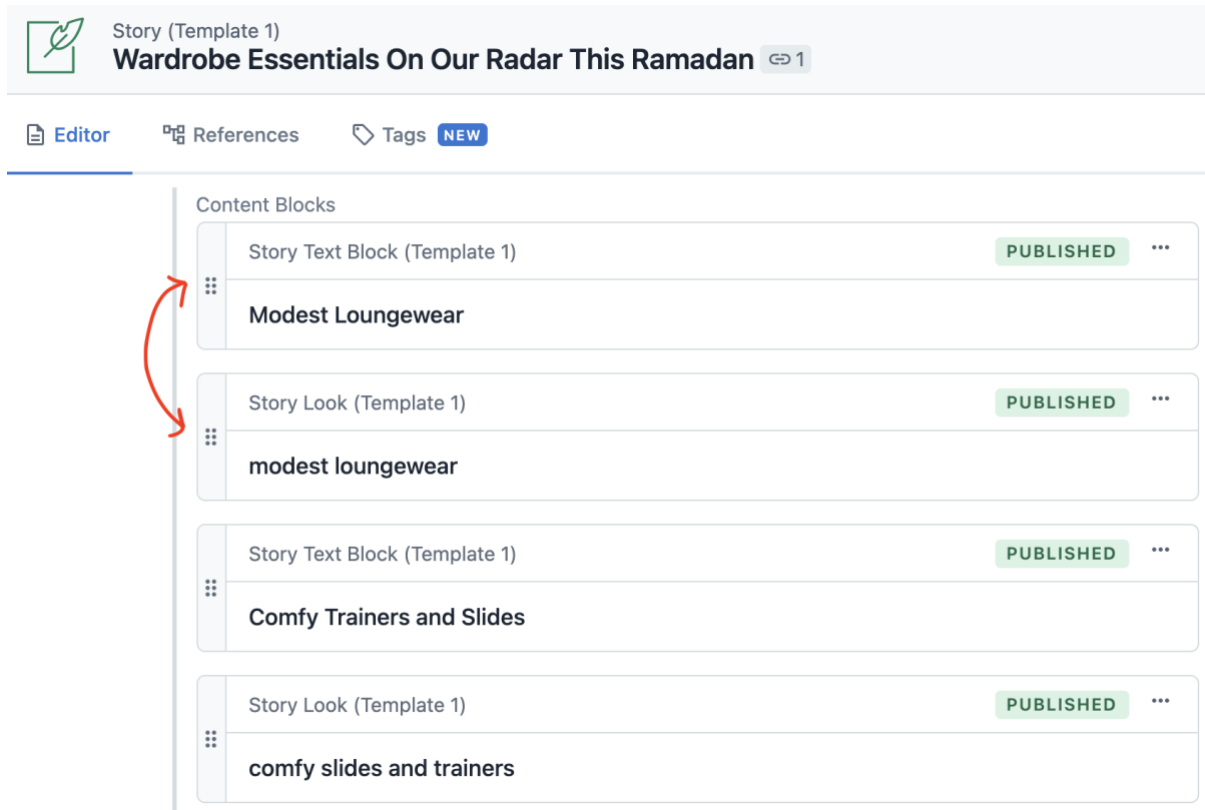 Story (Template 1)
Wardrobe Essentials On Our Radar This Ramadan 1
Editor References Tags NEW
Content Blocks
Story Text Block (Template 1) PUBLISHED
Modest Loungewear
Story Look (Template 1) PUBLISHED
modest loungewear
Story Text Block (Template 1) PUBLISHED
Comfy Trainers and Slides
Story Look (Template 1) PUBLISHED
comfy slides and trainers